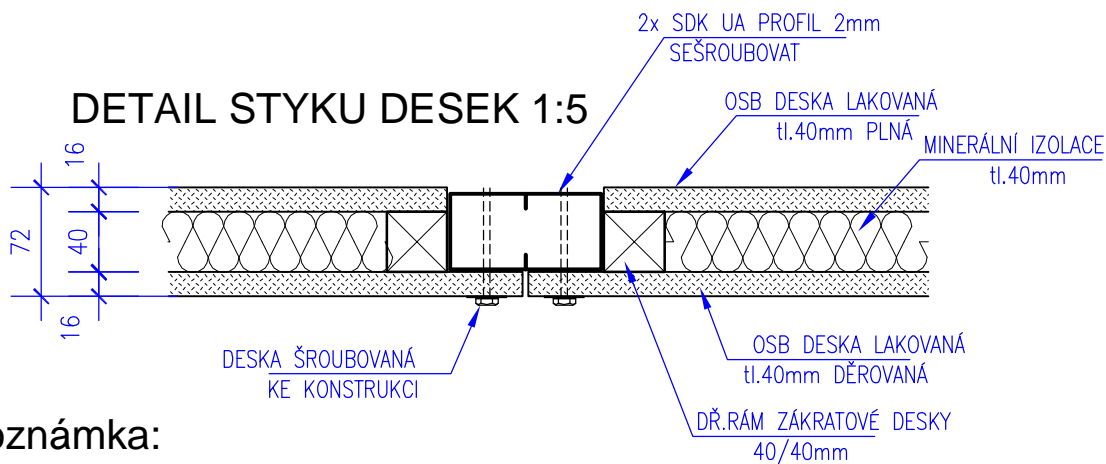 2x SDK UA PROFIL 2mm
SEŠROUBOVAT
DETAIL STYKU DESEK 1:5
OSB DESKA LAKOVANÁ
tl.40mm PLNÁ
MINERÁLNÍ IZOLACE
tl.40mm
16
72
40
16
DESKA ŠROUBOVANÁ
KE KONSTRUKCI
OSB DESKA LAKOVANÁ
tl.40mm DĚROVANÁ
DŘ.RÁM ZÁKRATOVÉ DESKY
40/40mm
oznámka: